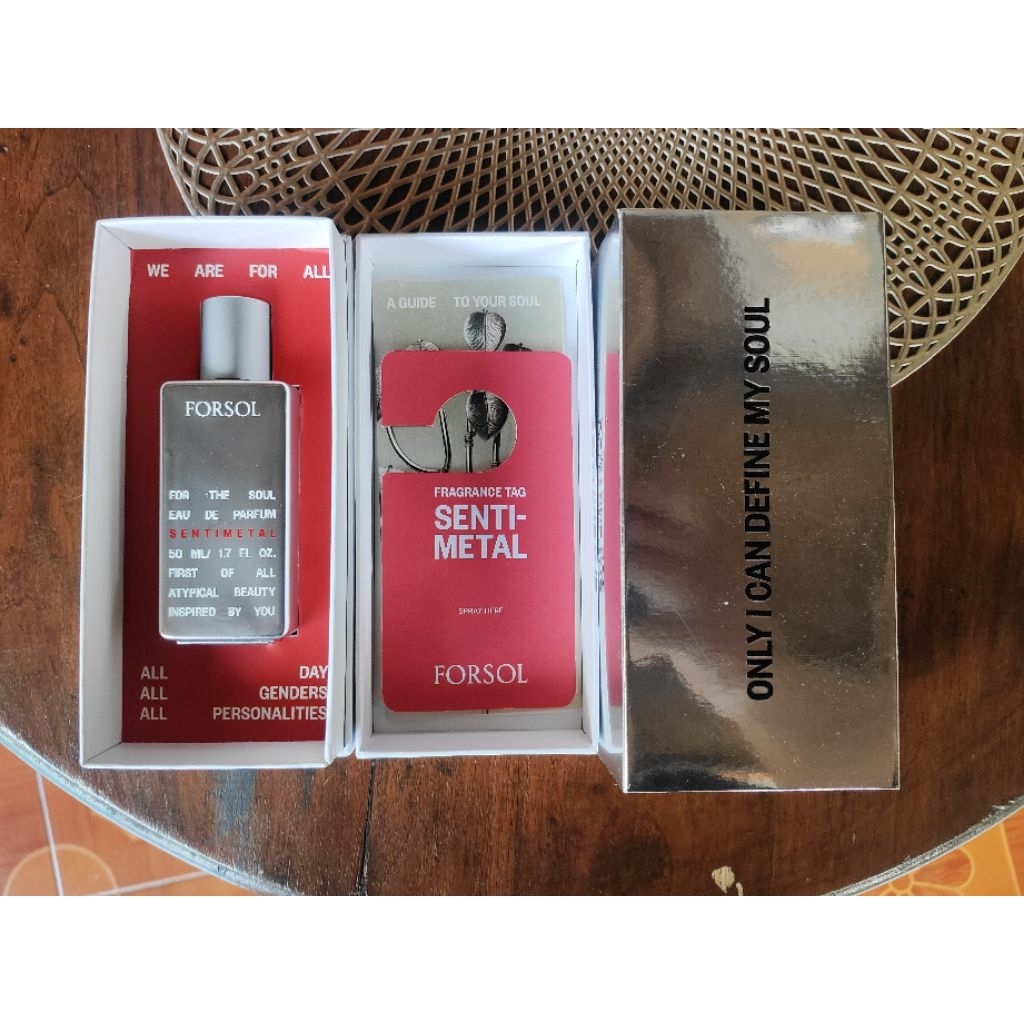 WE ARE FOR ALL
FORSOL
FOR THE SOUL
EAU DE PARFUM
SENTIMETAL
50 ML/ 1.7 FL OZ.
FIRST OF ALL
ATYPICAL BEAUTY
INSPIRED BY YOU
ALL DAY
ALL GENDERS
ALL PERSONALITIES
A GUIDE TO YOUR SOUL
FRAGRANCE TAG
SENTI-
METAL
SPRAY HERE
FORSOL
ONLY I CAN DEFINE MY SOUL